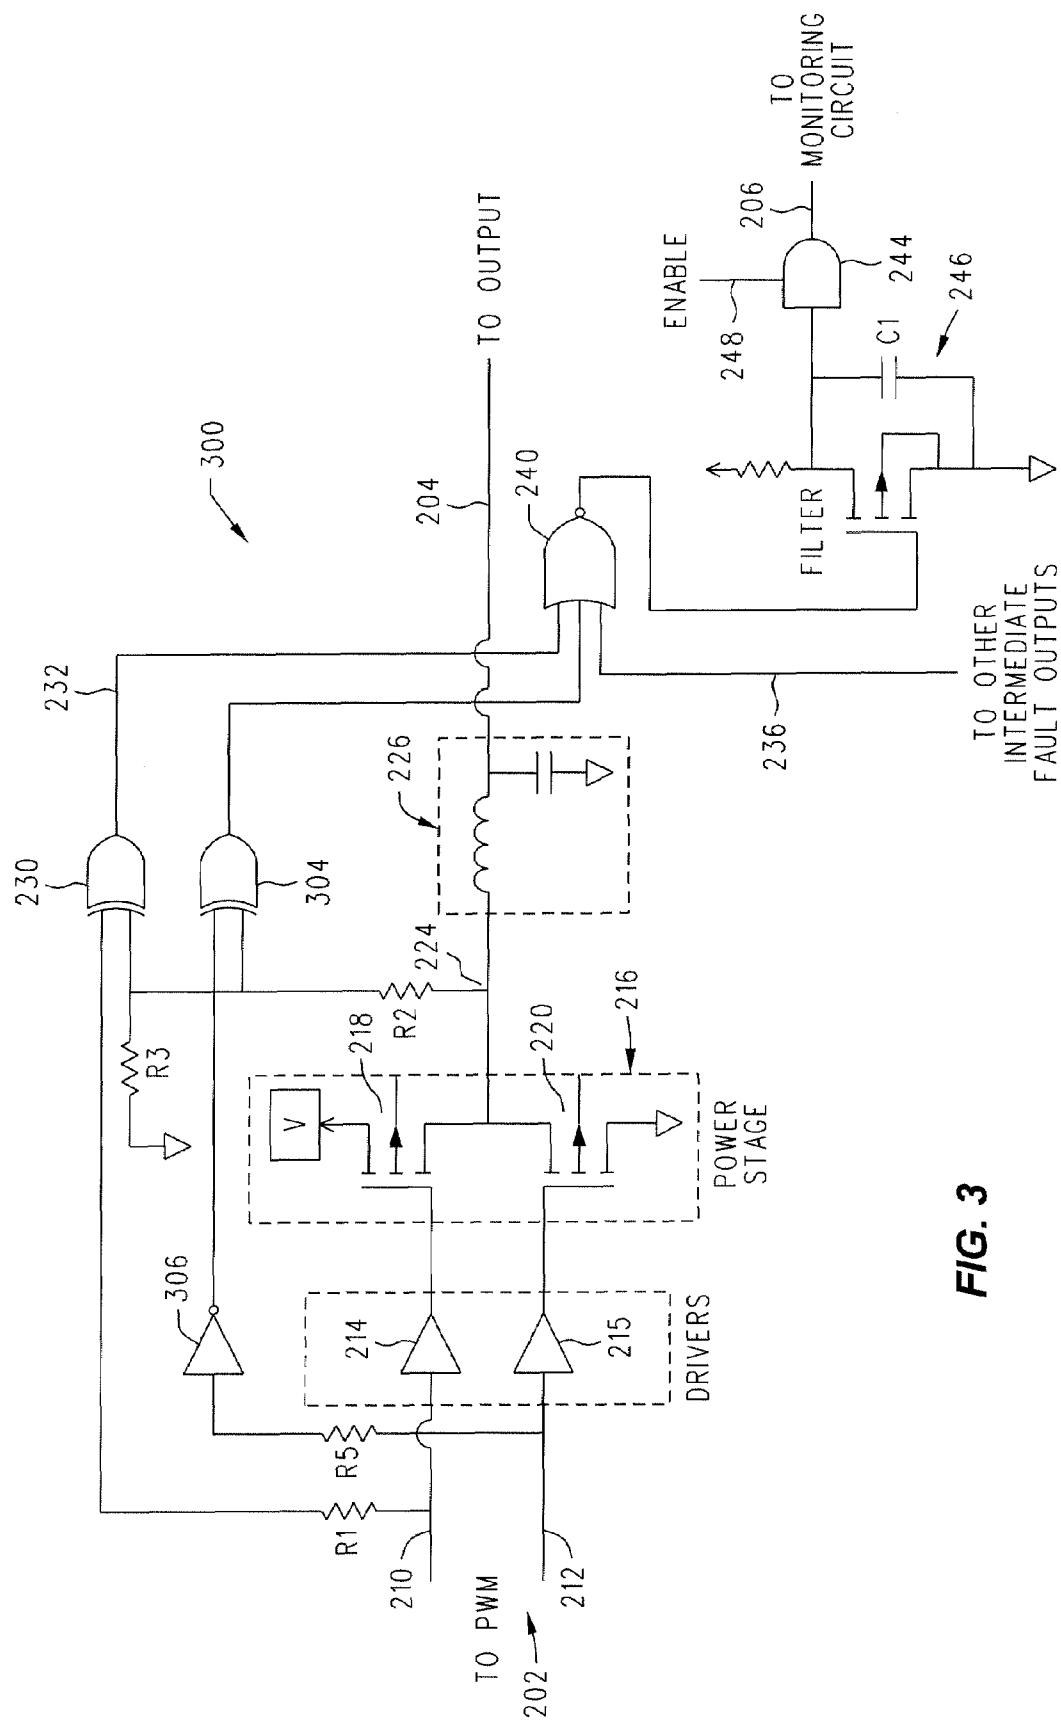 300
230
232
306
304
R3
R1
R5
R2
204
TO OUTPUT
226
224
218
V
220
216
POWER
STAGE
214
215
DRIVERS
210
TO PWM
202
212
240
236
TO OTHER
INTERMEDIATE
FAULT OUTPUTS
FILTER
ENABLE
248
C1
246
244
206
TO
MONITORING
CIRCUIT
FIG. 3